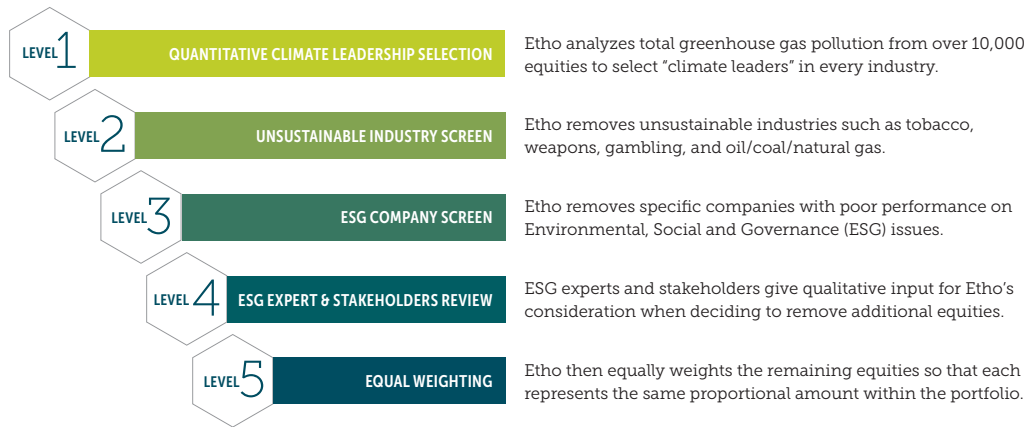 LEVEL 1
QUANTITATIVE CLIMATE LEADERSHIP SELECTION
Etho analyzes total greenhouse gas pollution from over 10,000
equities to select “climate leaders” in every industry.
LEVEL 2
UNSUSTAINABLE INDUSTRY SCREEN
Etho removes unsustainable industries such as tobacco,
weapons, gambling, and oil/coal/natural gas.
LEVEL 3
ESG COMPANY SCREEN
Etho removes specific companies with poor performance on
Environmental, Social and Governance (ESG) issues.
LEVEL 4
ESG EXPERT & STAKEHOLDERS REVIEW
ESG experts and stakeholders give qualitative input for Etho’s
consideration when deciding to remove additional equities.
LEVEL 5
EQUAL WEIGHTING
Etho then equally weights the remaining equities so that each
represents the same proportional amount within the portfolio.